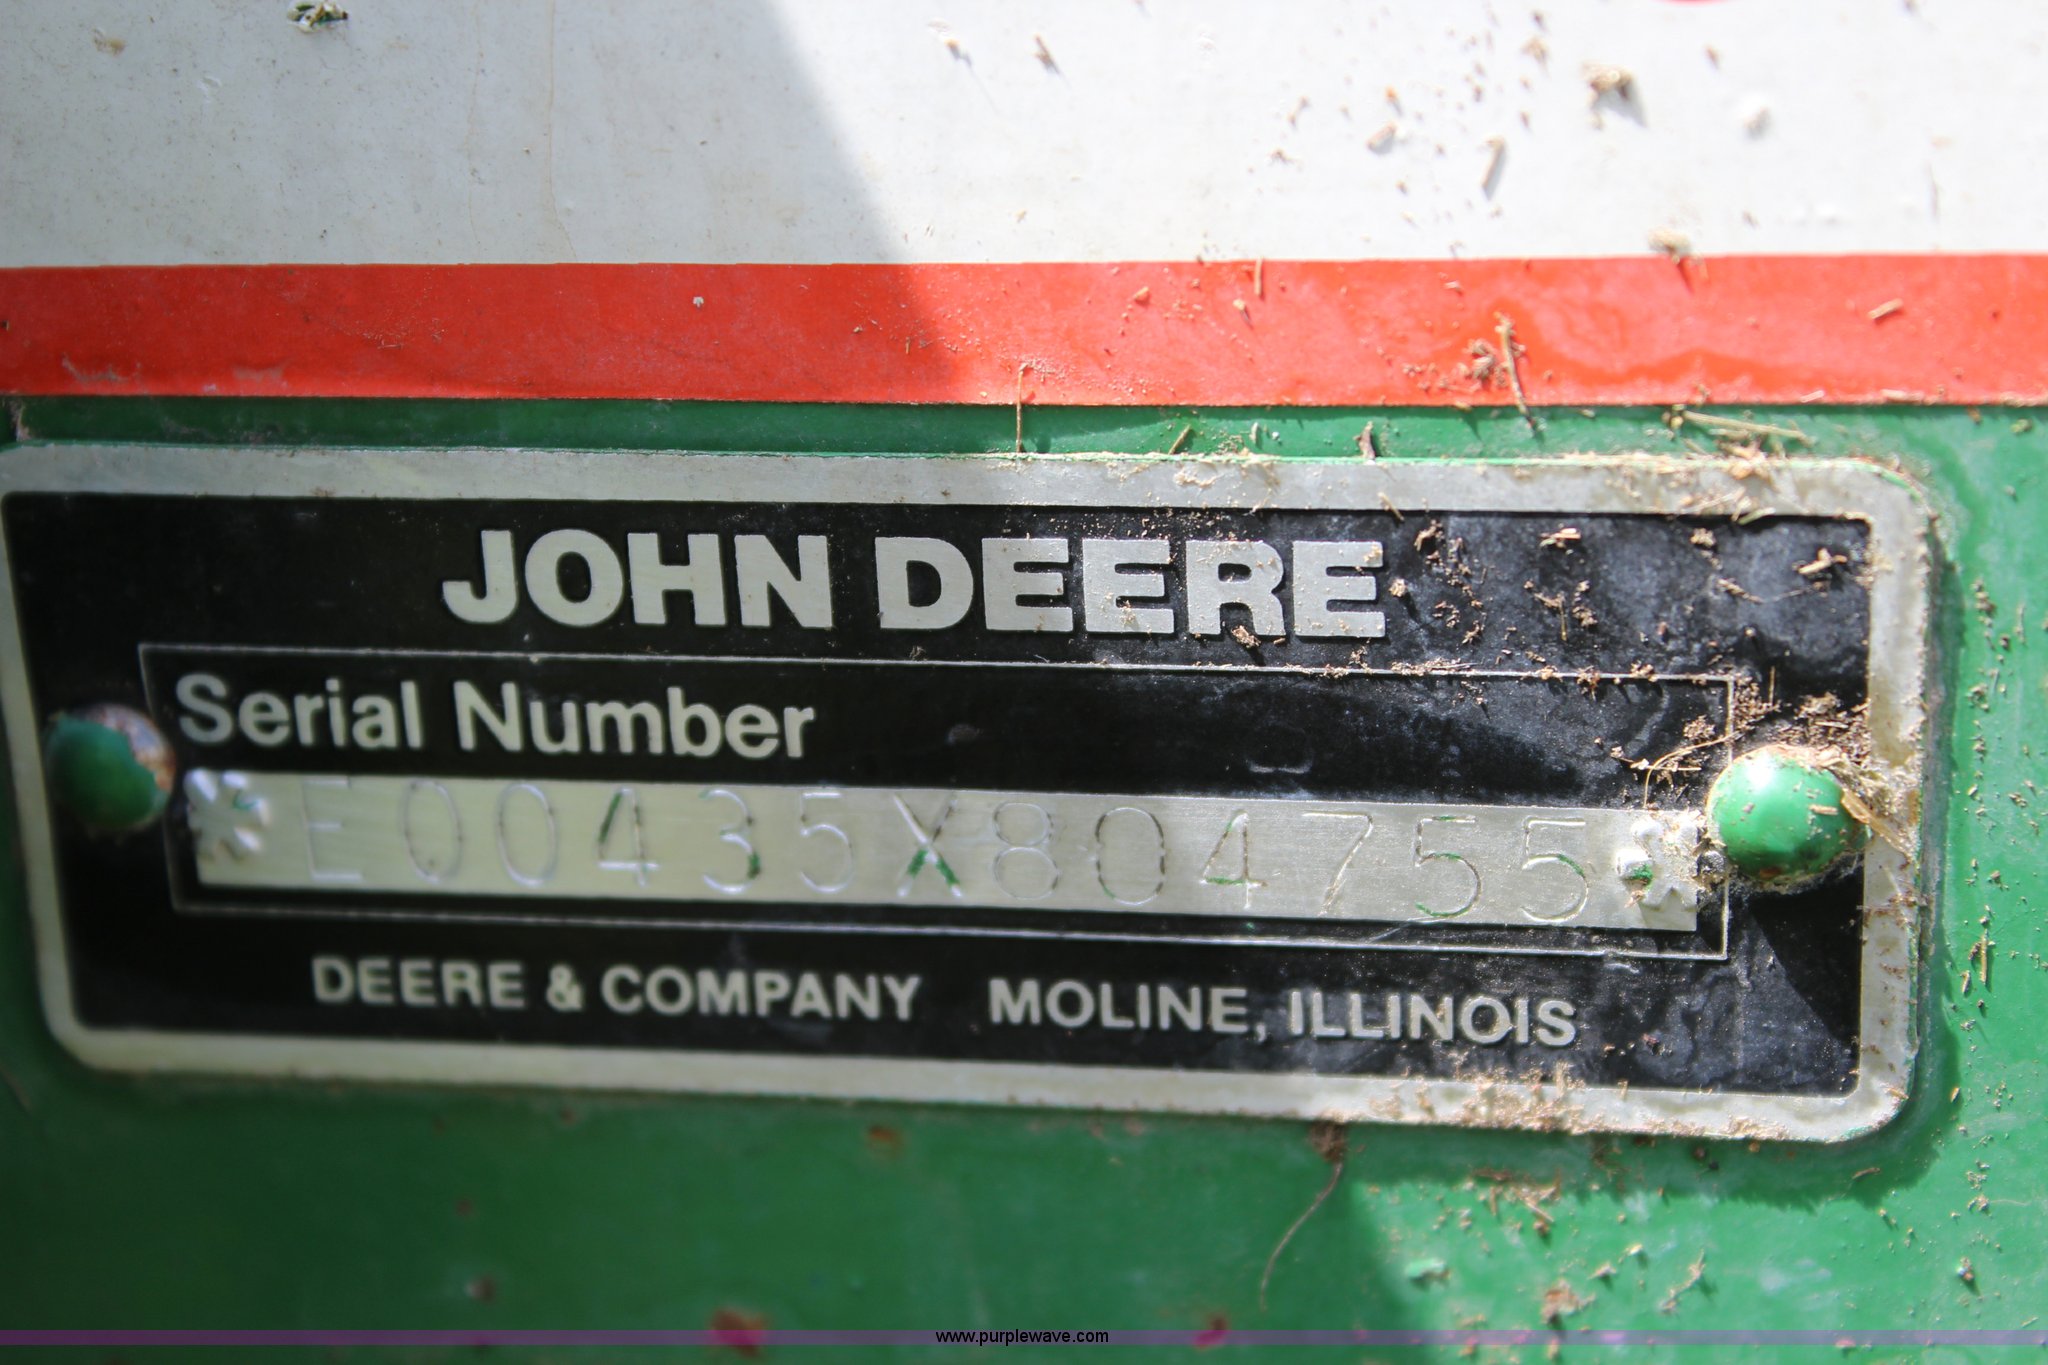 JOHN DEERE
Serial Number
*E00435X804755*
DEERE & COMPANY MOLINE, ILLINOIS
www.purplewave.com